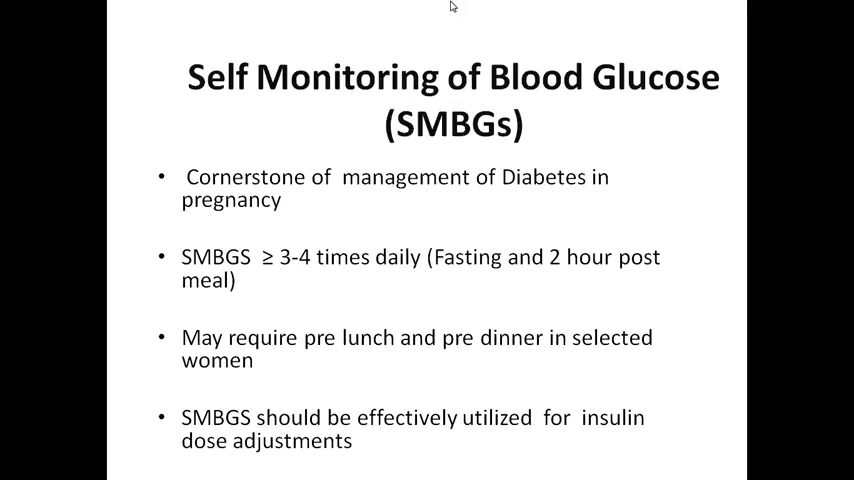 Self Monitoring of Blood Glucose
(SMBGs)
• Cornerstone of management of Diabetes in
pregnancy
• SMBGS ≥ 3-4 times daily (Fasting and 2 hour post
meal)
• May require pre lunch and pre dinner in selected
women
• SMBGS should be effectively utilized for insulin
dose adjustments